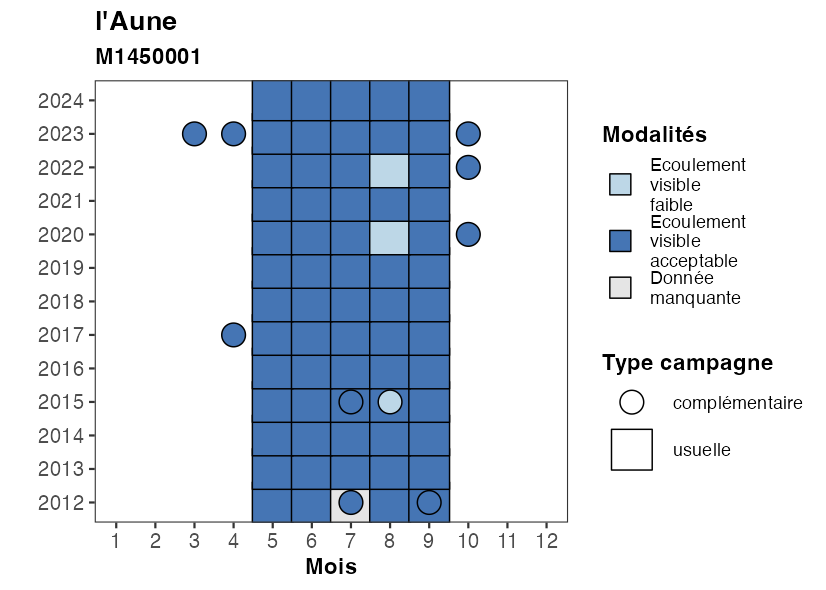 l'Aune
M1450001
2024
2023
2022
2021
2020
2019
2018
2017
2016
2015
2014
2013
2012
1 2 3 4 5 6 7 8 9 10 11 12
Mois
Modalités
Ecoulement
visible
faible
Ecoulement
visible
acceptable
Donnée
manquante
Type campagne
complémentaire
usuelle